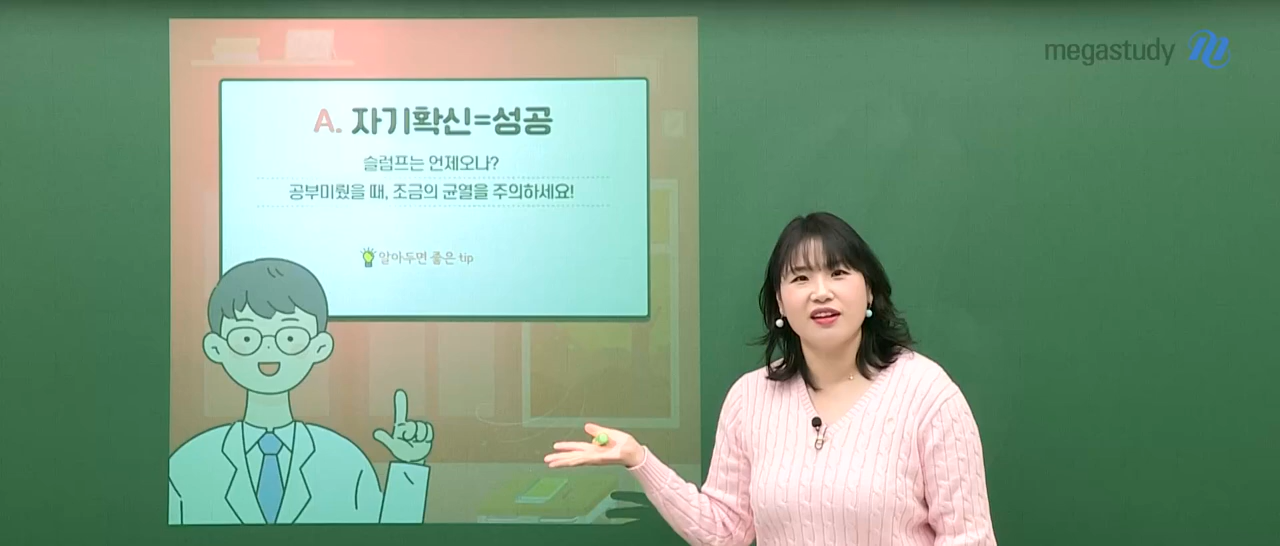 megastudy
A. 자기확신=성공
슬럼프는 언제오나?
공부미뤘을 때, 조금의 균열을 주의하세요!
알아두면 좋은 tip